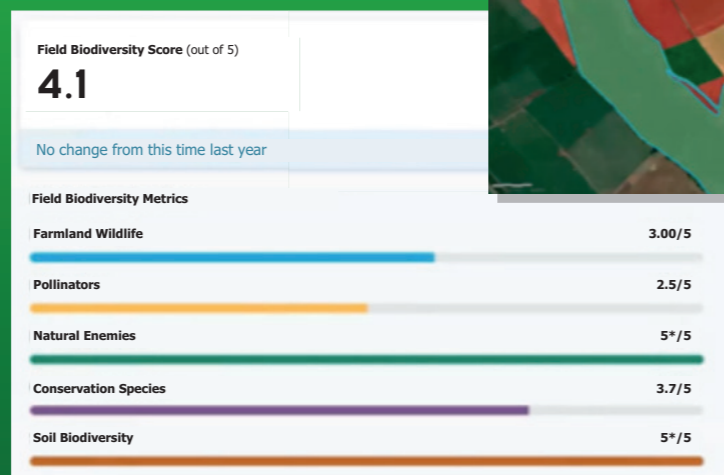 Field Biodiversity Score (out of 5)
4.1
No change from this time last year
Field Biodiversity Metrics
Farmland Wildlife 3.00/5
Pollinators 2.5/5
Natural Enemies 5*/5
Conservation Species 3.7/5
Soil Biodiversity 5*/5